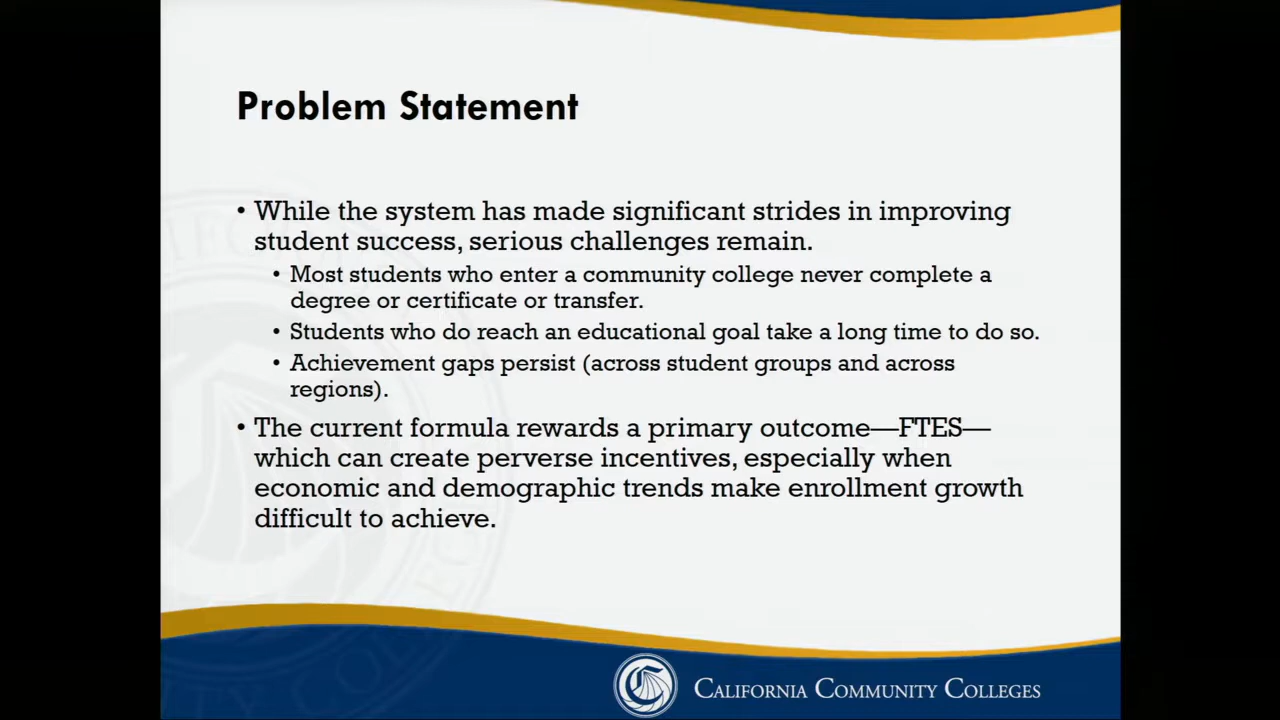 Problem Statement
• While the system has made significant strides in improving
student success, serious challenges remain.
• Most students who enter a community college never complete a
degree or certificate or transfer.
• Students who do reach an educational goal take a long time to do so.
• Achievement gaps persist (across student groups and across
regions).
• The current formula rewards a primary outcome—FTES—
which can create perverse incentives, especially when
economic and demographic trends make enrollment growth
difficult to achieve.
CALIFORNIA COMMUNITY COLLEGES